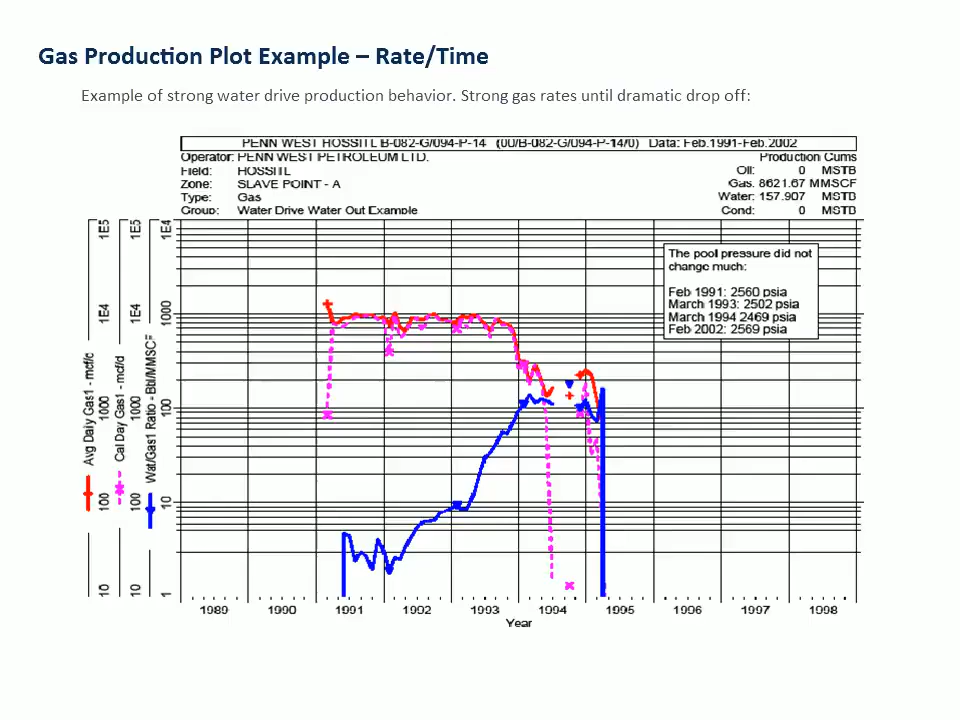 Gas Production Plot Example – Rate/Time
Example of strong water drive production behavior. Strong gas rates until dramatic drop off:
PENN WEST HOSSITL B-082-G/094-P-14 (00/B-082-G/094-P-14/0) Data: Feb.1991-Feb.2002
Operator: PENN WEST PETROLEUM LTD. Production Cums
Field: HOSSITL Oil: 0 MSTB
Zone: SLAVE POINT - A Gas: 8621.67 MMSCF
Type: Gas Water: 157.907 MSTB
Group: Water Drive Water Out Example Cond: 0 MSTB
The pool pressure did not
change much:
Feb 1991: 2560 psia
March 1993: 2502 psia
March 1994 2469 psia
Feb 2002: 2569 psia
Avg Daily Gas1 - mcf/d
10 100 1000 1E4 1E5
Cal Day Gas1 - mcf/d
10 100 1000 1E4 1E5
Wat/Gas1 Ratio - Bbl/MMSCF
1 10 100 1000 1E4
1989 1990 1991 1992 1993 1994 1995 1996 1997 1998
Year